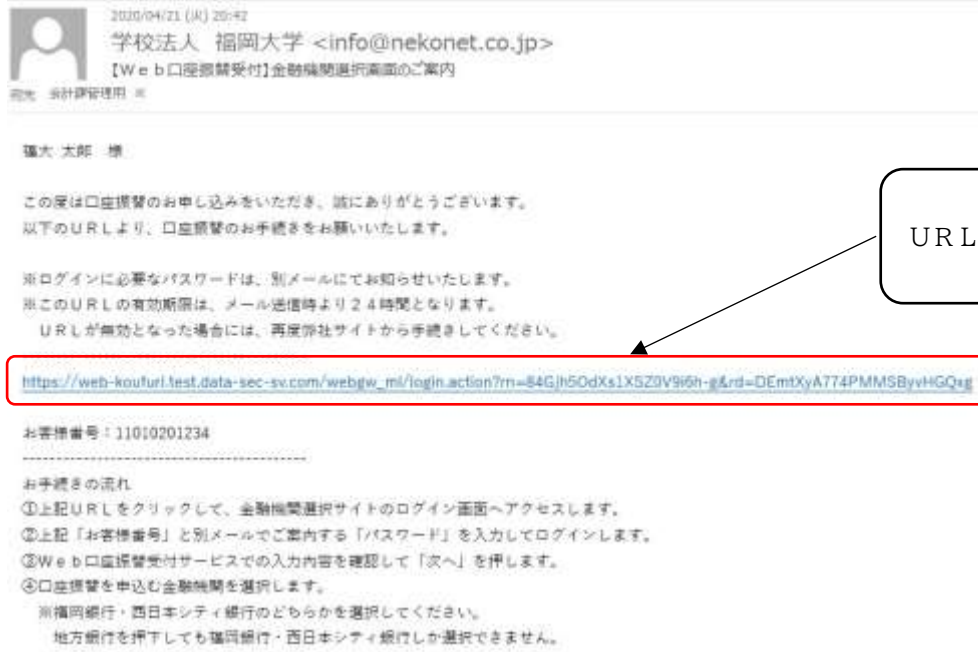 2020/04/21 (火) 20:42
学校法人 福岡大学 <info@nekonet.co.jp>
【Ｗｅｂ口座振替受付】金融機関選択画面のご案内
宛先 会計課管理用
福大 太郎 様
この度は口座振替のお申し込みをいただき、誠にありがとうございます。
以下のＵＲＬより、口座振替のお手続きをお願いいたします。
ＵＲＬ
※ログインに必要なパスワードは、別メールにてお知らせいたします。
※このＵＲＬの有効期限は、メール送信時より２４時間となります。
ＵＲＬが無効となった場合には、再度弊社サイトから手続きしてください。
https://web-koufuri.test.data-sec-sv.com/webgw_ml/login.action?rn=84Gjh5OdXs1XSZ0V9i6h-g&rd=DEmtXyA774PMMSByvHGQxg
お客様番号：11010201234
-----------------------------------------
お手続きの流れ
①上記ＵＲＬをクリックして、金融機関選択サイトのログイン画面へアクセスします。
②上記「お客様番号」と別メールでご案内する「パスワード」を入力してログインします。
③Ｗｅｂ口座振替受付サービスでの入力内容を確認して「次へ」を押します。
④口座振替を申込む金融機関を選択します。
※福岡銀行・西日本シティ銀行のどちらかを選択してください。
地方銀行を押下しても福岡銀行・西日本シティ銀行しか選択できません。